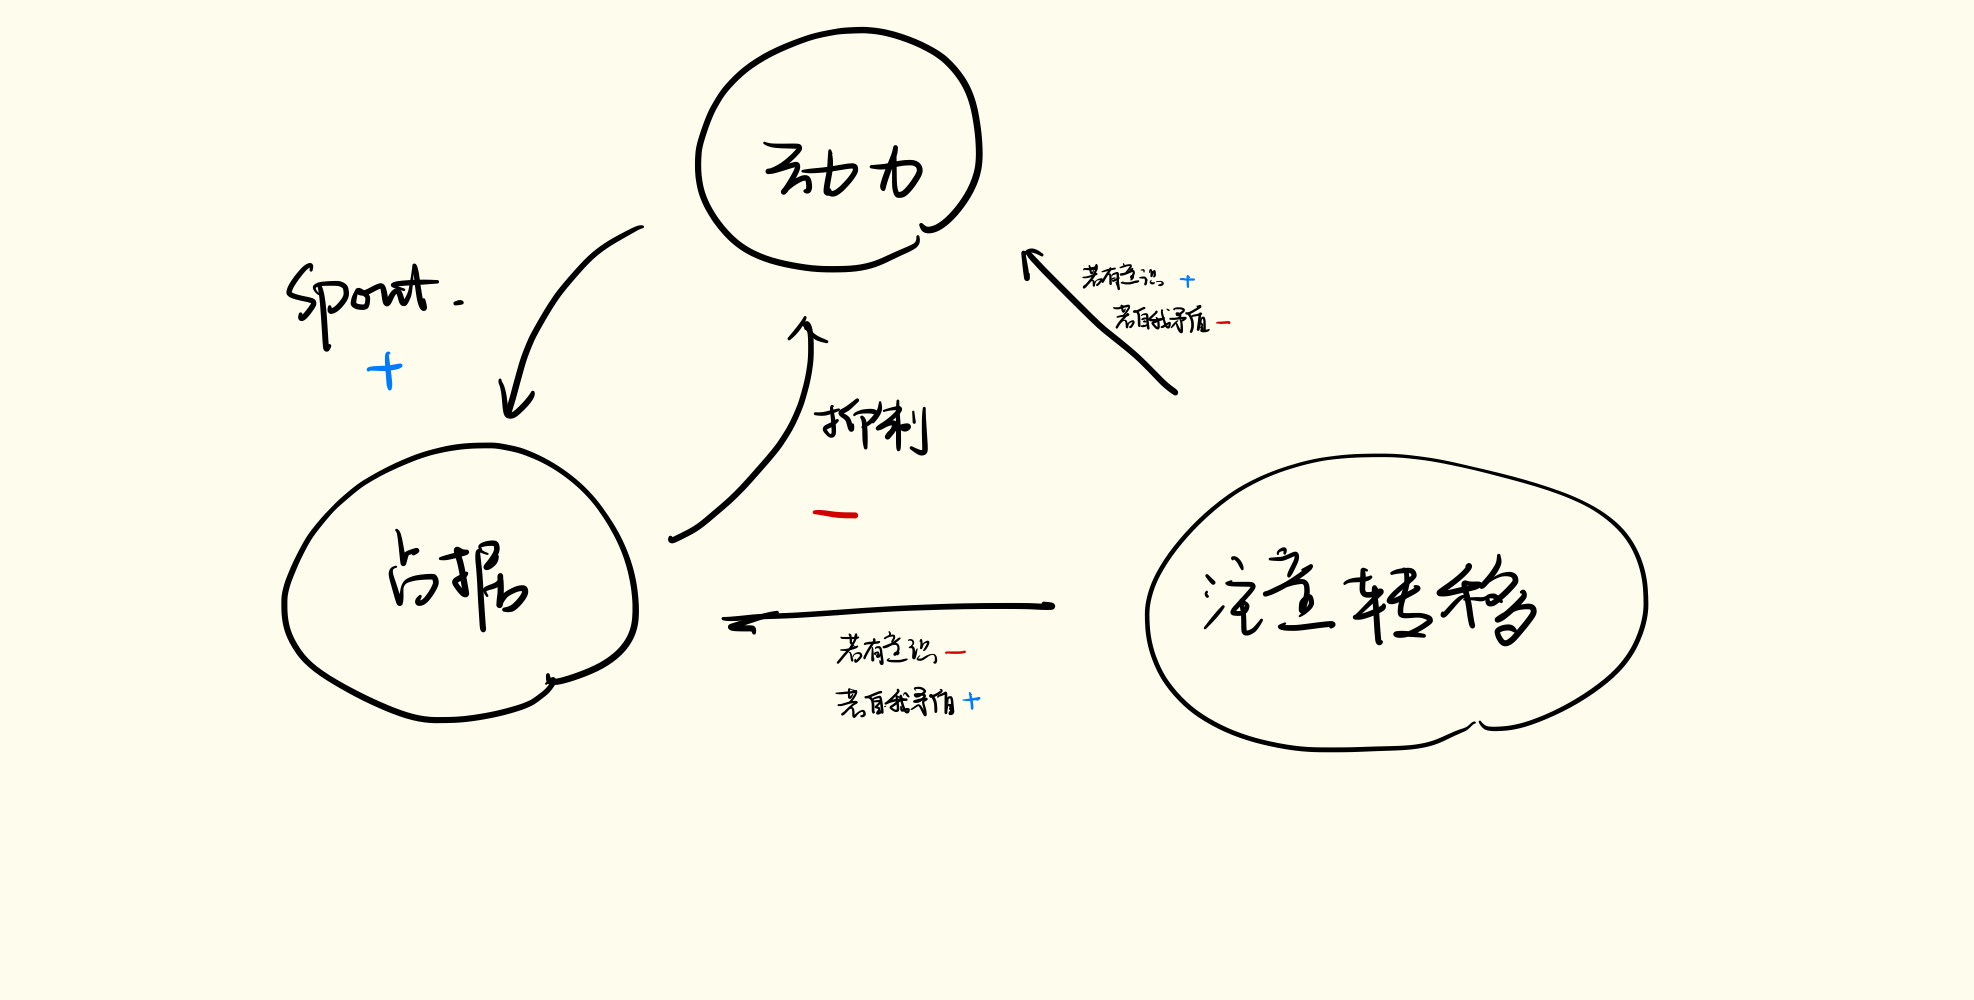 动力
spont.
+
若有意识 +
若自我矛盾 -
抑制
-
占据
注意转移
若有意识 -
若自我矛盾 +